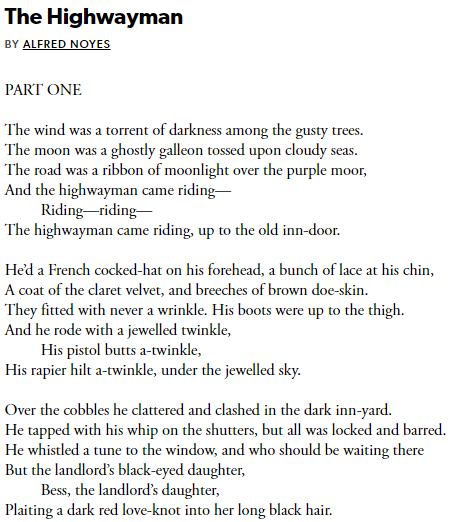 The Highwayman
BY ALFRED NOYES
PART ONE
The wind was a torrent of darkness among the gusty trees.
The moon was a ghostly galleon tossed upon cloudy seas.
The road was a ribbon of moonlight over the purple moor,
And the highwayman came riding—
Riding—riding—
The highwayman came riding, up to the old inn-door.
He'd a French cocked-hat on his forehead, a bunch of lace at his chin,
A coat of the claret velvet, and breeches of brown doe-skin.
They fitted with never a wrinkle. His boots were up to the thigh.
And he rode with a jewelled twinkle,
His pistol butts a-twinkle,
His rapier hilt a-twinkle, under the jewelled sky.
Over the cobbles he clattered and clashed in the dark inn-yard.
He tapped with his whip on the shutters, but all was locked and barred.
He whistled a tune to the window, and who should be waiting there
But the landlord's black-eyed daughter,
Bess, the landlord's daughter,
Plaiting a dark red love-knot into her long black hair.